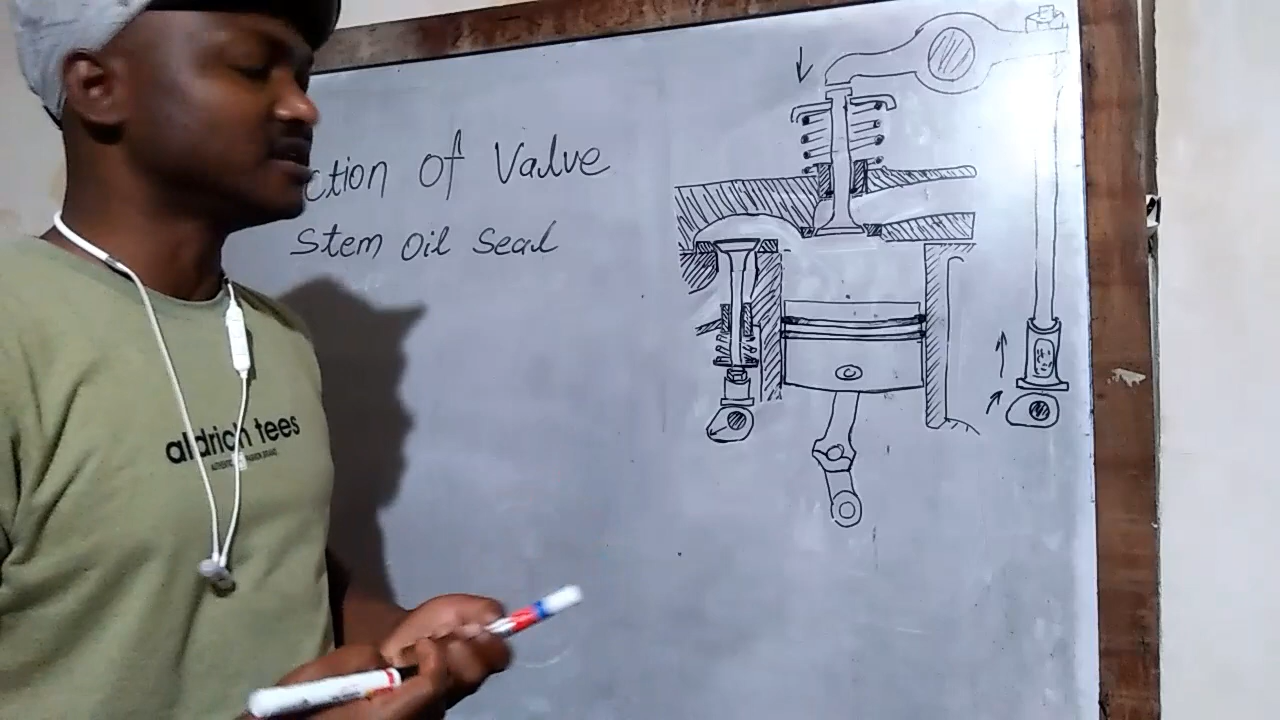 ction of Valve
Stem oil Seal
aldrich tees